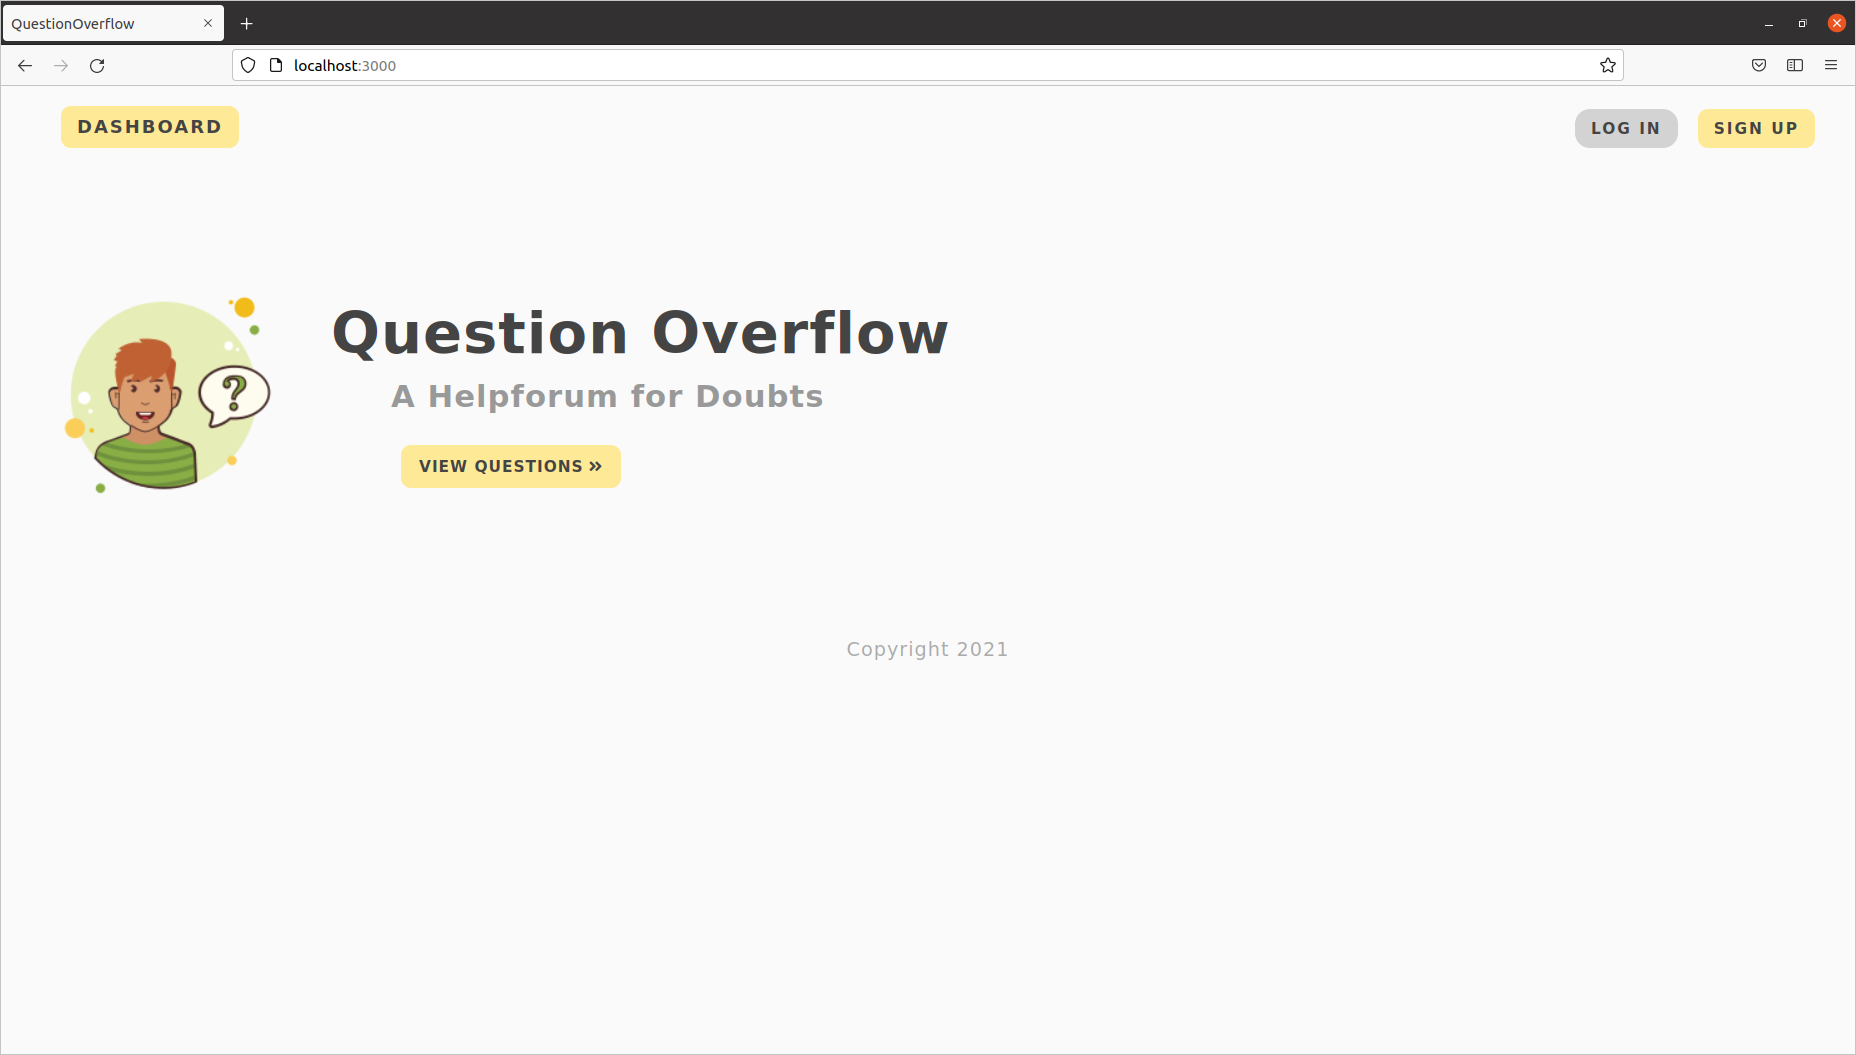 QuestionOverflow
localhost:3000
DASHBOARD
LOG IN
SIGN UP
Question Overflow
?
A Helpforum for Doubts
VIEW QUESTIONS »
Copyright 2021